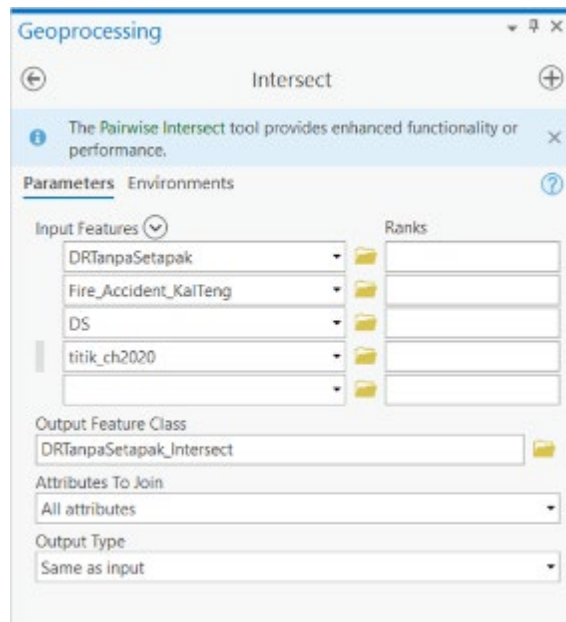 Geoprocessing
Intersect
The Pairwise Intersect tool provides enhanced functionality or
performance.
Parameters Environments
Input Features Ranks
DRTanpaSetapak
Fire_Accident_KalTeng
DS
titik_ch2020
Output Feature Class
DRTanpaSetapak_Intersect
Attributes To Join
All attributes
Output Type
Same as input